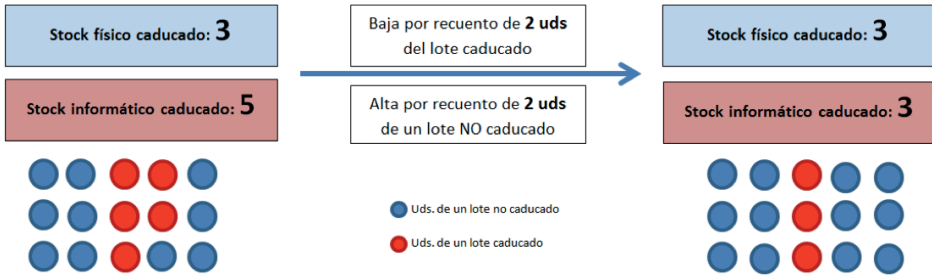 Stock físico caducado: 3
Stock informático caducado: 5
Baja por recuento de 2 uds
del lote caducado
Alta por recuento de 2 uds
de un lote NO caducado
Stock físico caducado: 3
Stock informático caducado: 3
Uds. de un lote no caducado
Uds. de un lote caducado